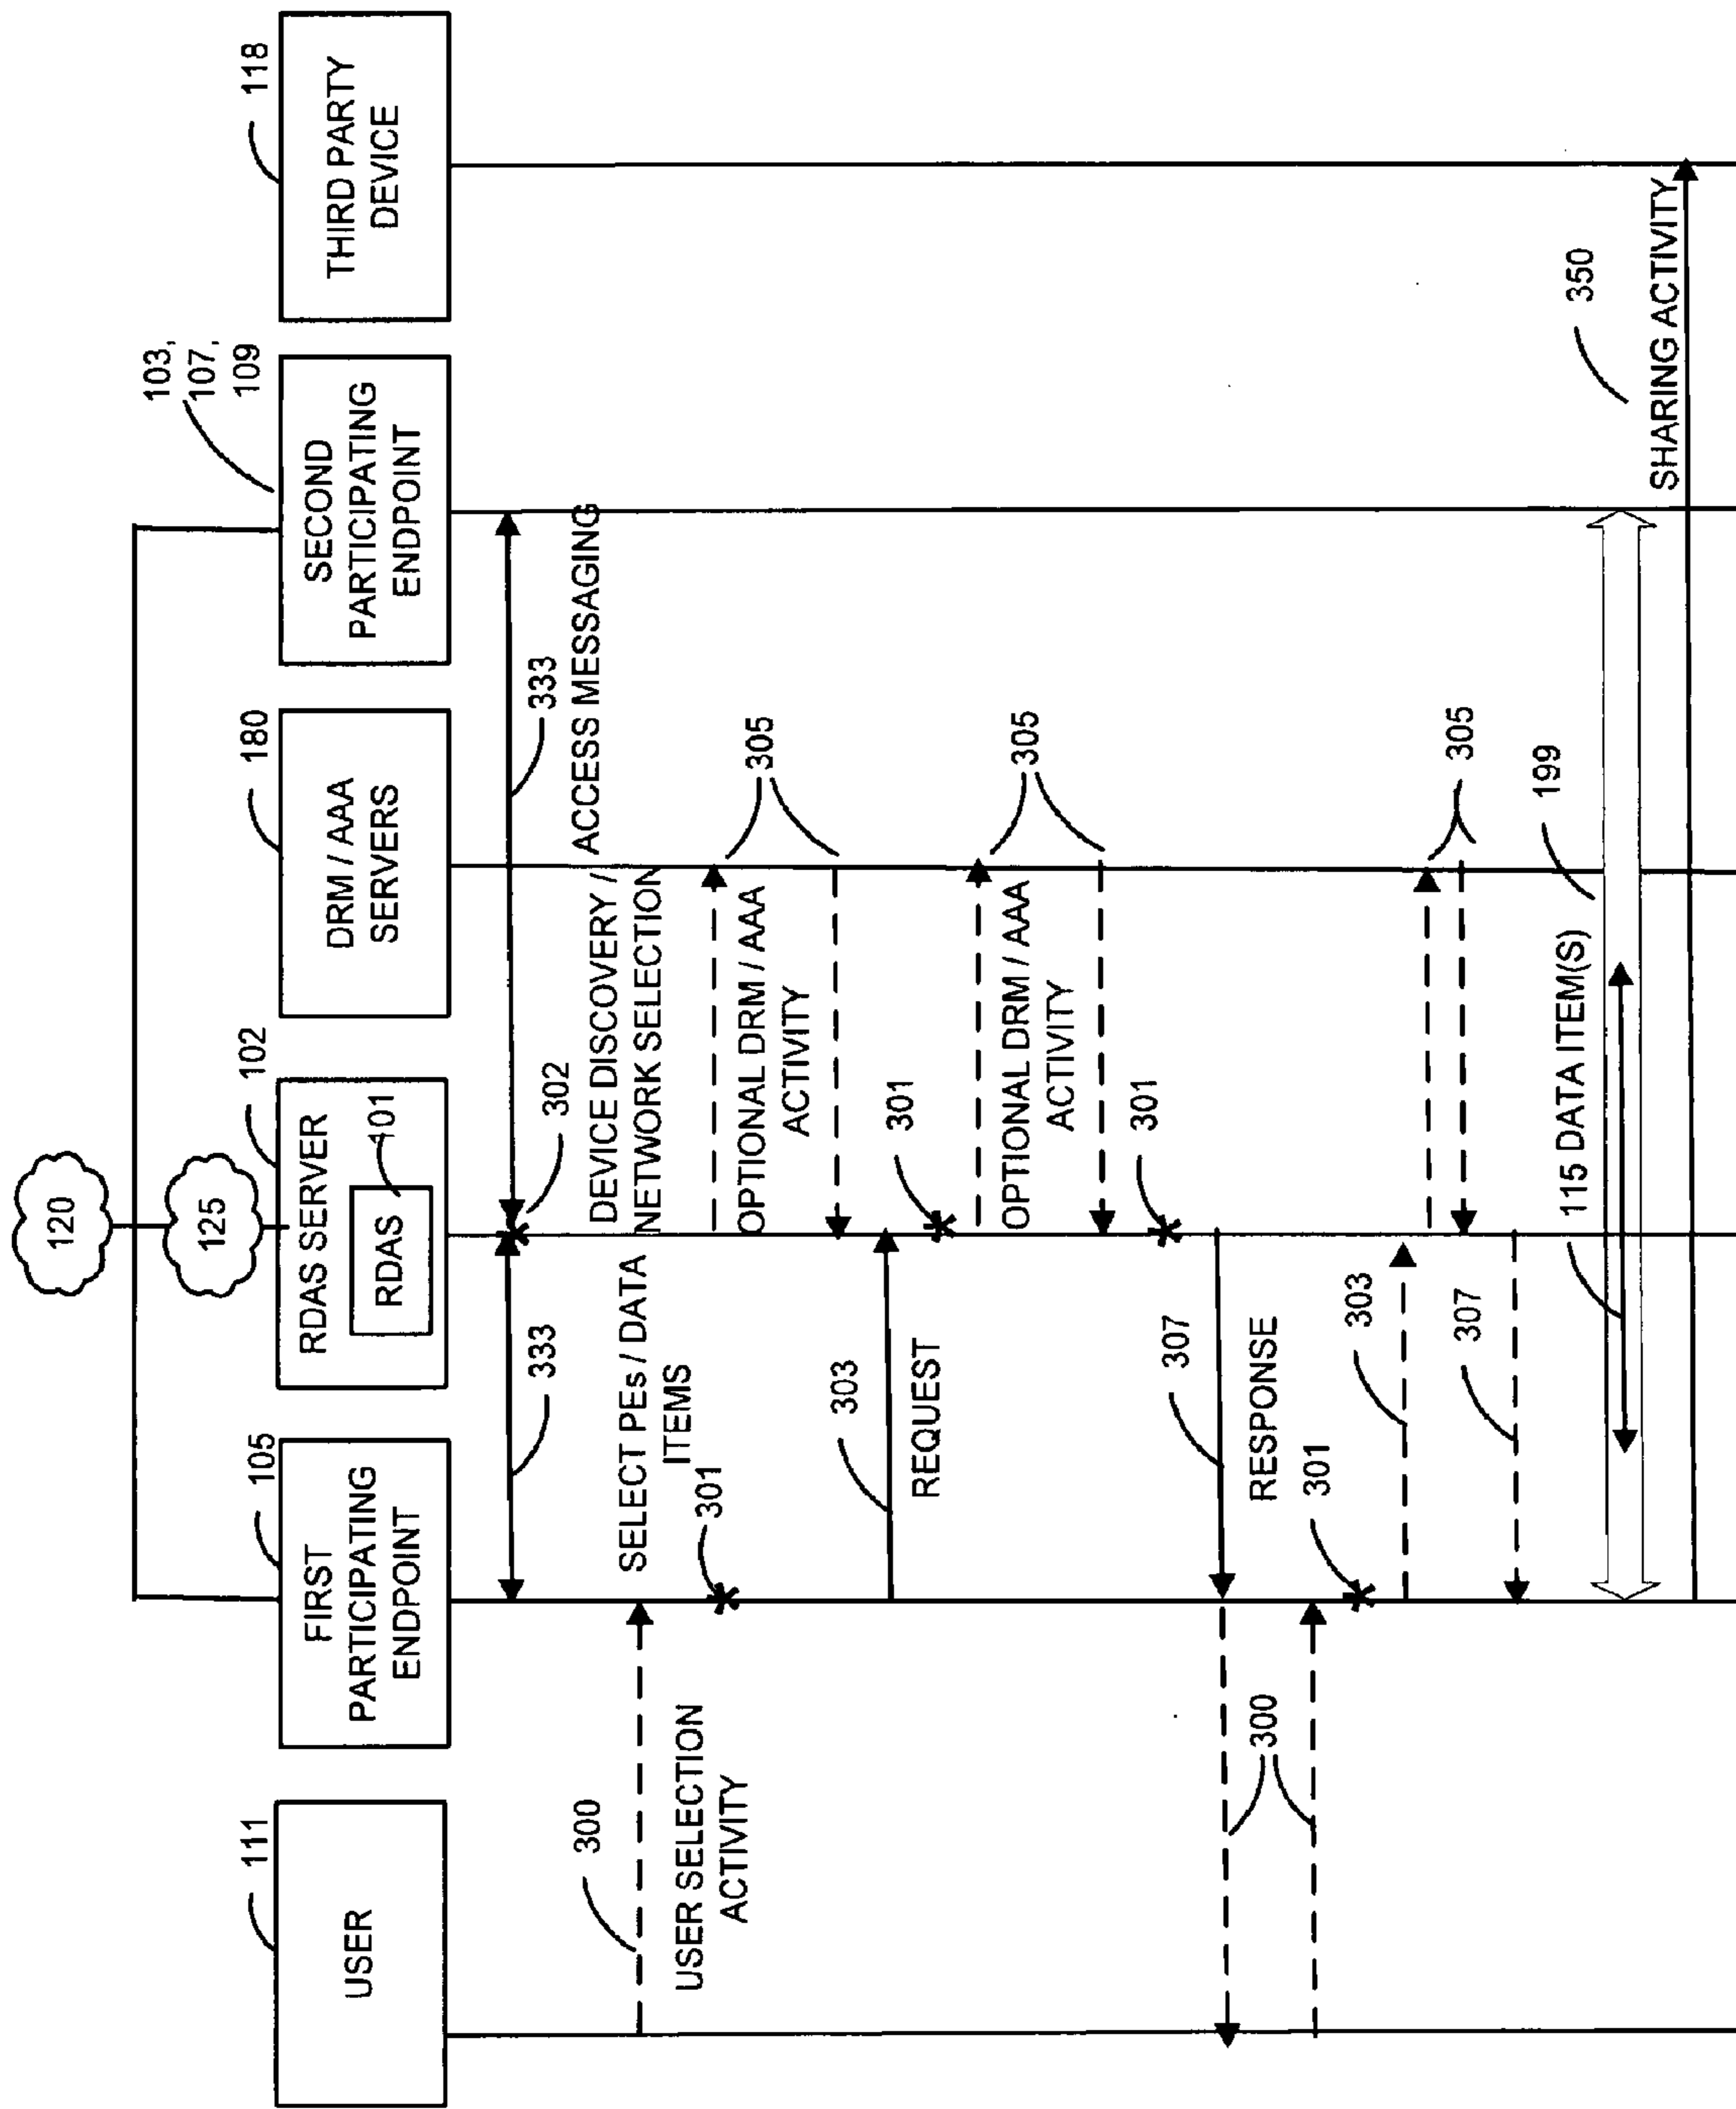 120
125
111
USER
105
FIRST
PARTICIPATING
ENDPOINT
102
RDAS SERVER
101
RDAS
180
DRM / AAA
SERVERS
103,
107,
109
SECOND
PARTICIPATING
ENDPOINT
118
THIRD PARTY
DEVICE
333
302
333
ACCESS MESSAGING
DEVICE DISCOVERY /
NETWORK SELECTION
300
USER SELECTION
ACTIVITY
SELECT PEs / DATA
ITEMS
301
305
OPTIONAL DRM / AAA
ACTIVITY
303
REQUEST
301
305
OPTIONAL DRM / AAA
ACTIVITY
301
307
RESPONSE
300
301
303
305
307
199
115 DATA ITEM(S)
350
SHARING ACTIVITY